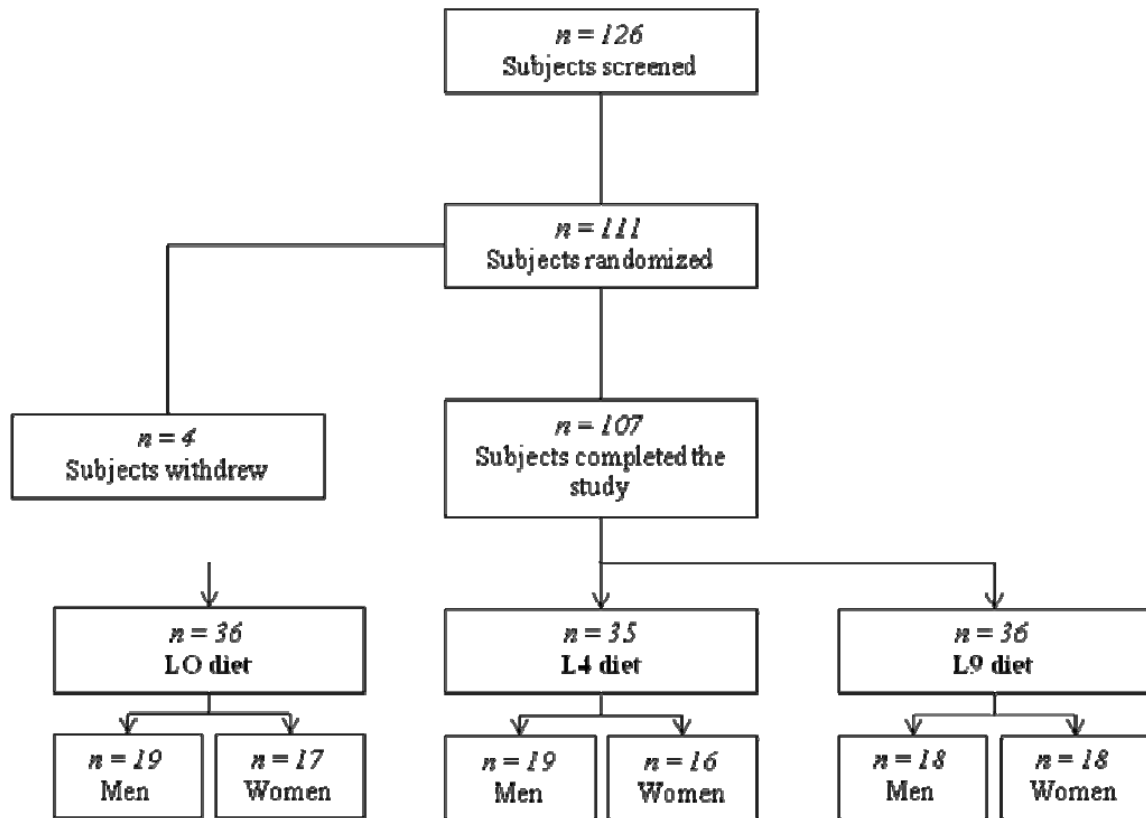 n = 126
Subjects screened
n = 111
Subjects randomized
n = 4
Subjects withdrew
n = 107
Subjects completed the
study
n = 36
LO diet
n = 35
L4 diet
n = 36
L9 diet
n = 19
Men
n = 17
Women
n = 19
Men
n = 16
Women
n = 18
Men
n = 18
Women